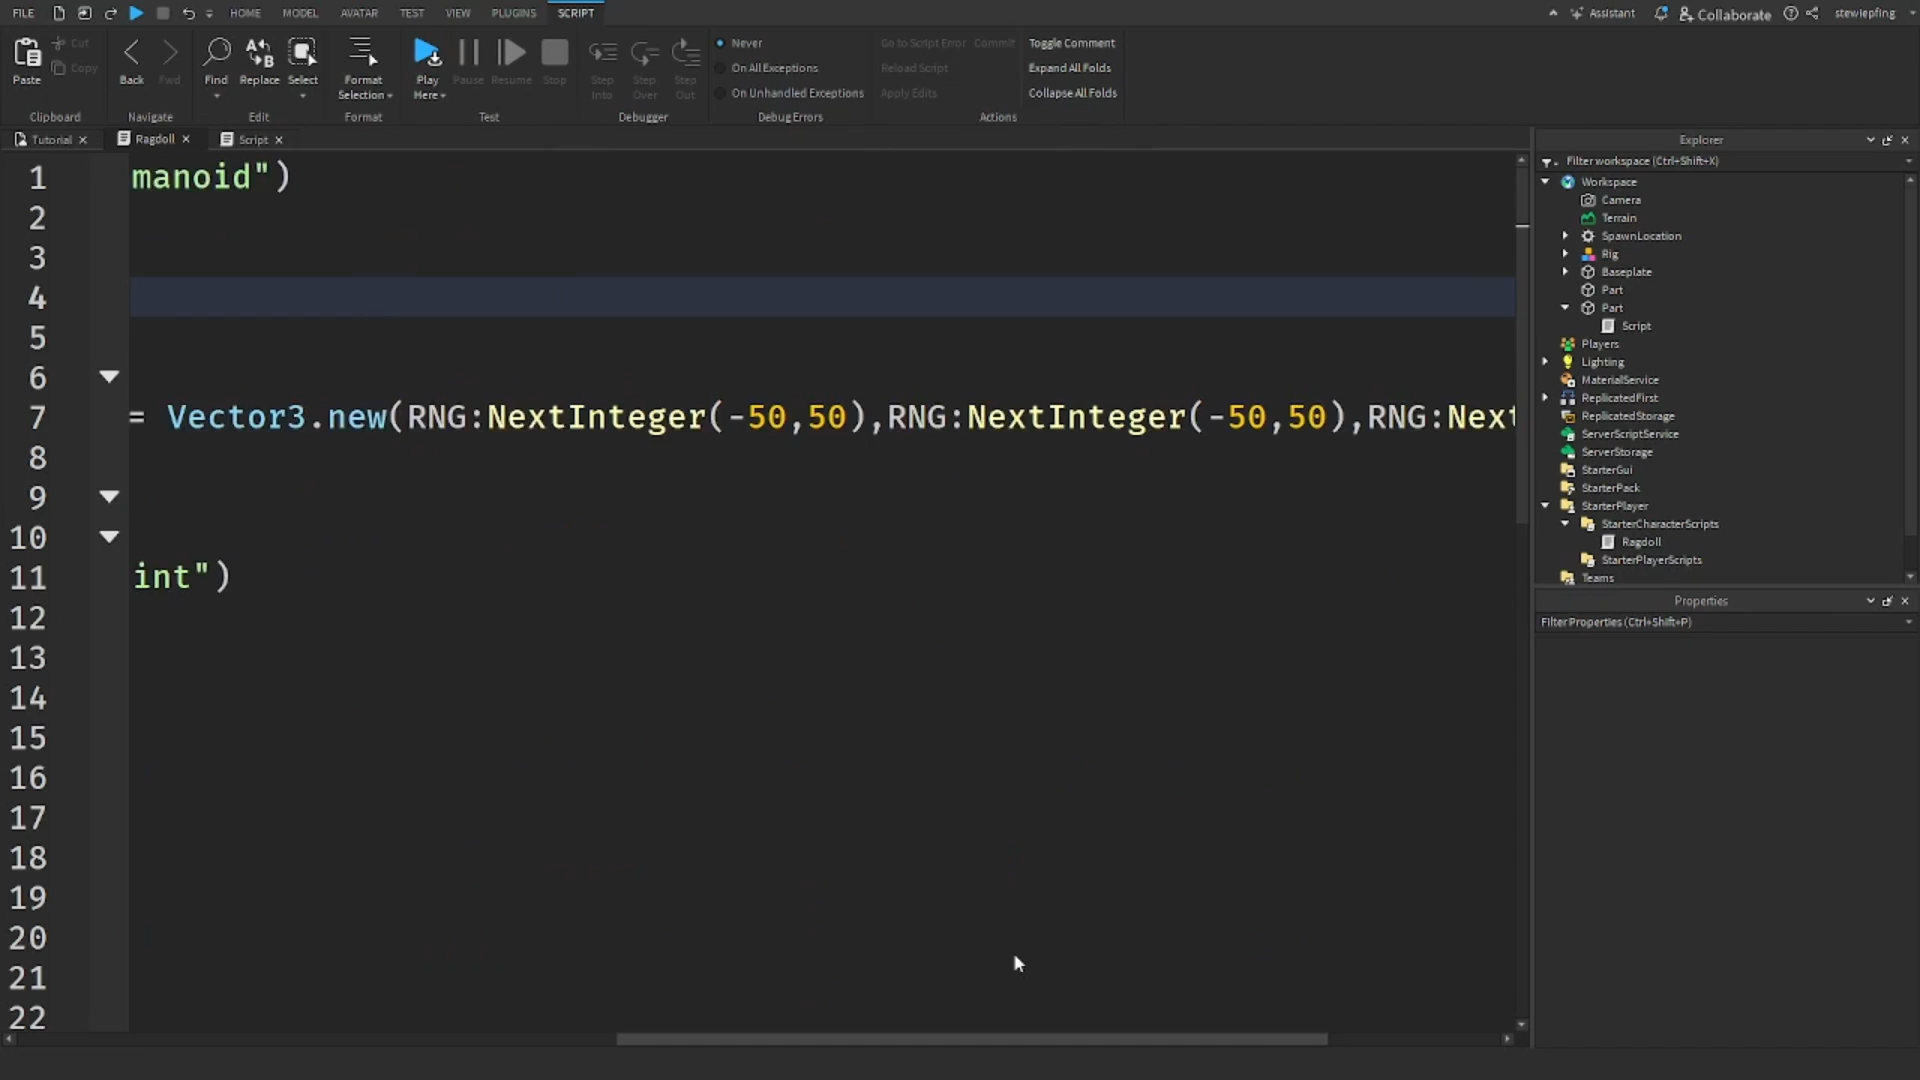 FILE HOME MODEL AVATAR TEST VIEW PLUGINS SCRIPT Assistant Collaborate stewiepfing
Cut Go to Script Error Commit Toggle Comment
Never
Copy On All Exceptions Reload Script Expand All Folds
Paste Back Fwd Find Replace Select Format Selection Play Here Pause Resume Stop Step Into Step Over Step Out
On Unhandled Exceptions Apply Edits Collapse All Folds
Clipboard Navigate Edit Format Test Debugger Debug Errors Actions
Tutorial Ragdoll Script
1 manoid")
2
3
4
5
6
7 = Vector3.new(RNG:NextInteger(-50,50),RNG:NextInteger(-50,50),RNG:Next
8
9
10
11 int")
12
13
14
15
16
17
18
19
20
21
22
Explorer
Filter workspace (Ctrl+Shift+X)
Workspace
Camera
Terrain
SpawnLocation
Rig
Baseplate
Part
Part
Script
Players
Lighting
MaterialService
ReplicatedFirst
ReplicatedStorage
ServerScriptService
ServerStorage
StarterGui
StarterPack
StarterPlayer
StarterCharacterScripts
Ragdoll
StarterPlayerScripts
Teams
Properties
Filter Properties (Ctrl+Shift+P)